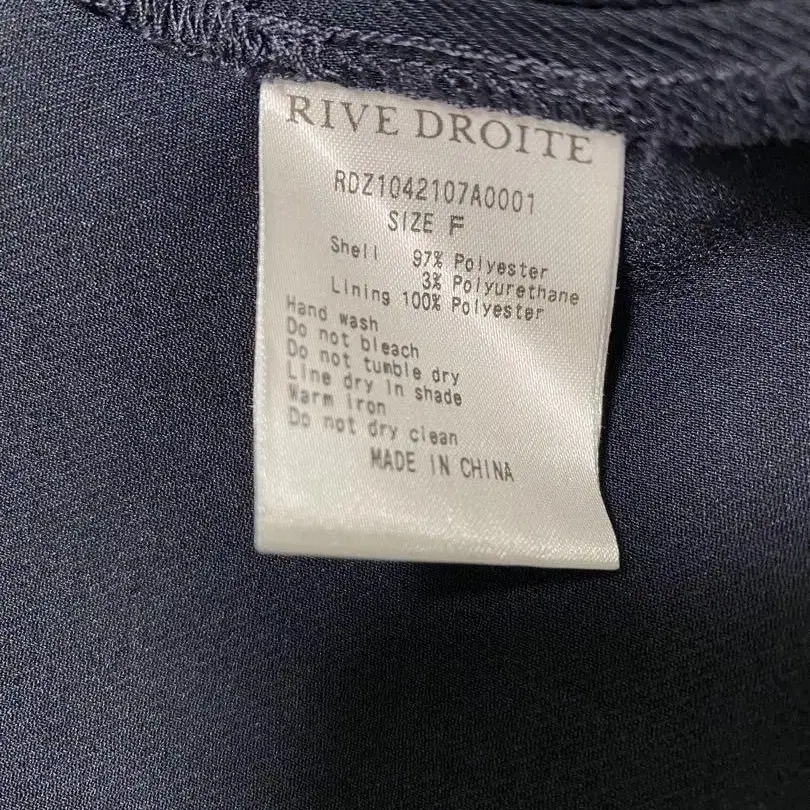 RIVE DROITE
RDZ1042107A0001
SIZE F
Shell 97% Polyester
3% Polyurethane
Lining 100% Polyester
Hand wash
Do not bleach
Do not tumble dry
Line dry in shade
Warm iron
Do not dry clean
MADE IN CHINA